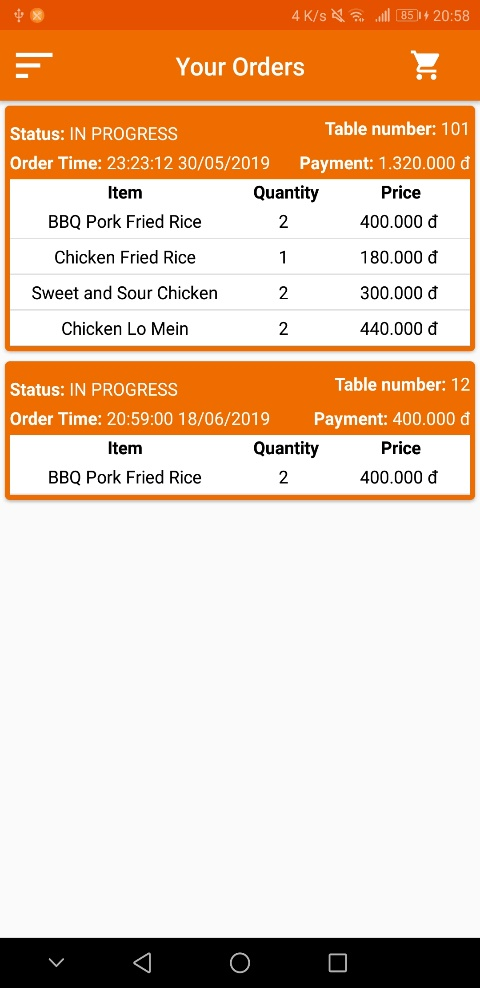 4 K/s 85 20:58
Your Orders
Status: IN PROGRESS Table number: 101
Order Time: 23:23:12 30/05/2019 Payment: 1.320.000 đ
Item Quantity Price
BBQ Pork Fried Rice 2 400.000 đ
Chicken Fried Rice 1 180.000 đ
Sweet and Sour Chicken 2 300.000 đ
Chicken Lo Mein 2 440.000 đ
Status: IN PROGRESS Table number: 12
Order Time: 20:59:00 18/06/2019 Payment: 400.000 đ
Item Quantity Price
BBQ Pork Fried Rice 2 400.000 đ